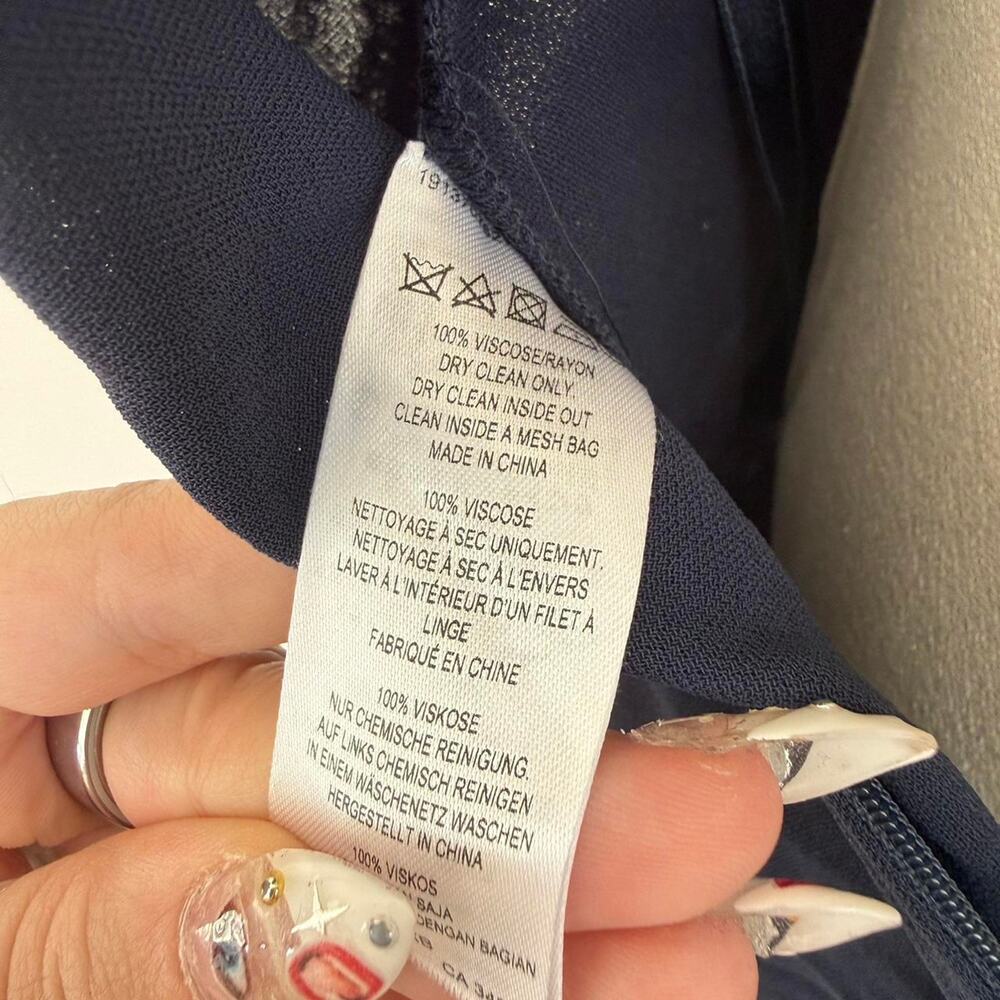 100% VISCOSE/RAYON
DRY CLEAN ONLY.
DRY CLEAN INSIDE OUT
CLEAN INSIDE A MESH BAG
MADE IN CHINA
100% VISCOSE
NETTOYAGE À SEC UNIQUEMENT.
NETTOYAGE À SEC À L'ENVERS
LAVER À L'INTÉRIEUR D'UN FILET À
LINGE
FABRIQUÉ EN CHINE
100% VISKOSE
NUR CHEMISCHE REINIGUNG.
AUF LINKS CHEMISCH REINIGEN
IN EINEM WÄSCHENETZ WASCHEN
HERGESTELLT IN CHINA
100% VISKOS
SAJA
DENGAN BAGIAN
CA